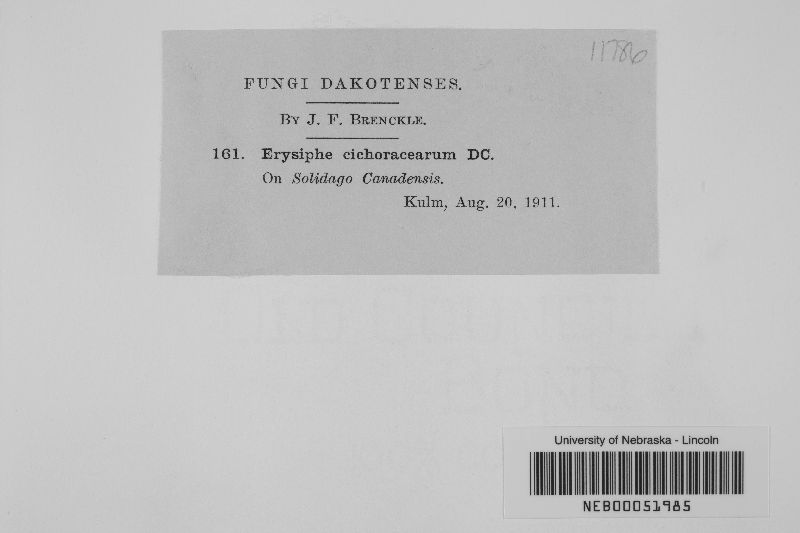 11786
FUNGI DAKOTENSES.
BY J. F. BRENCKLE.
161. Erysiphe cichoracearum DC.
On Solidago Canadensis.
Kulm, Aug. 20, 1911.
University of Nebraska - Lincoln
NEB00051985